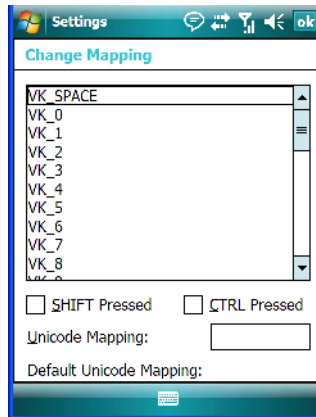 Settings
ok
Change Mapping
VK_SPACE
VK_0
VK_1
VK_2
VK_3
VK_4
VK_5
VK_6
VK_7
VK_8
SHIFT Pressed
CTRL Pressed
Unicode Mapping:
Default Unicode Mapping: